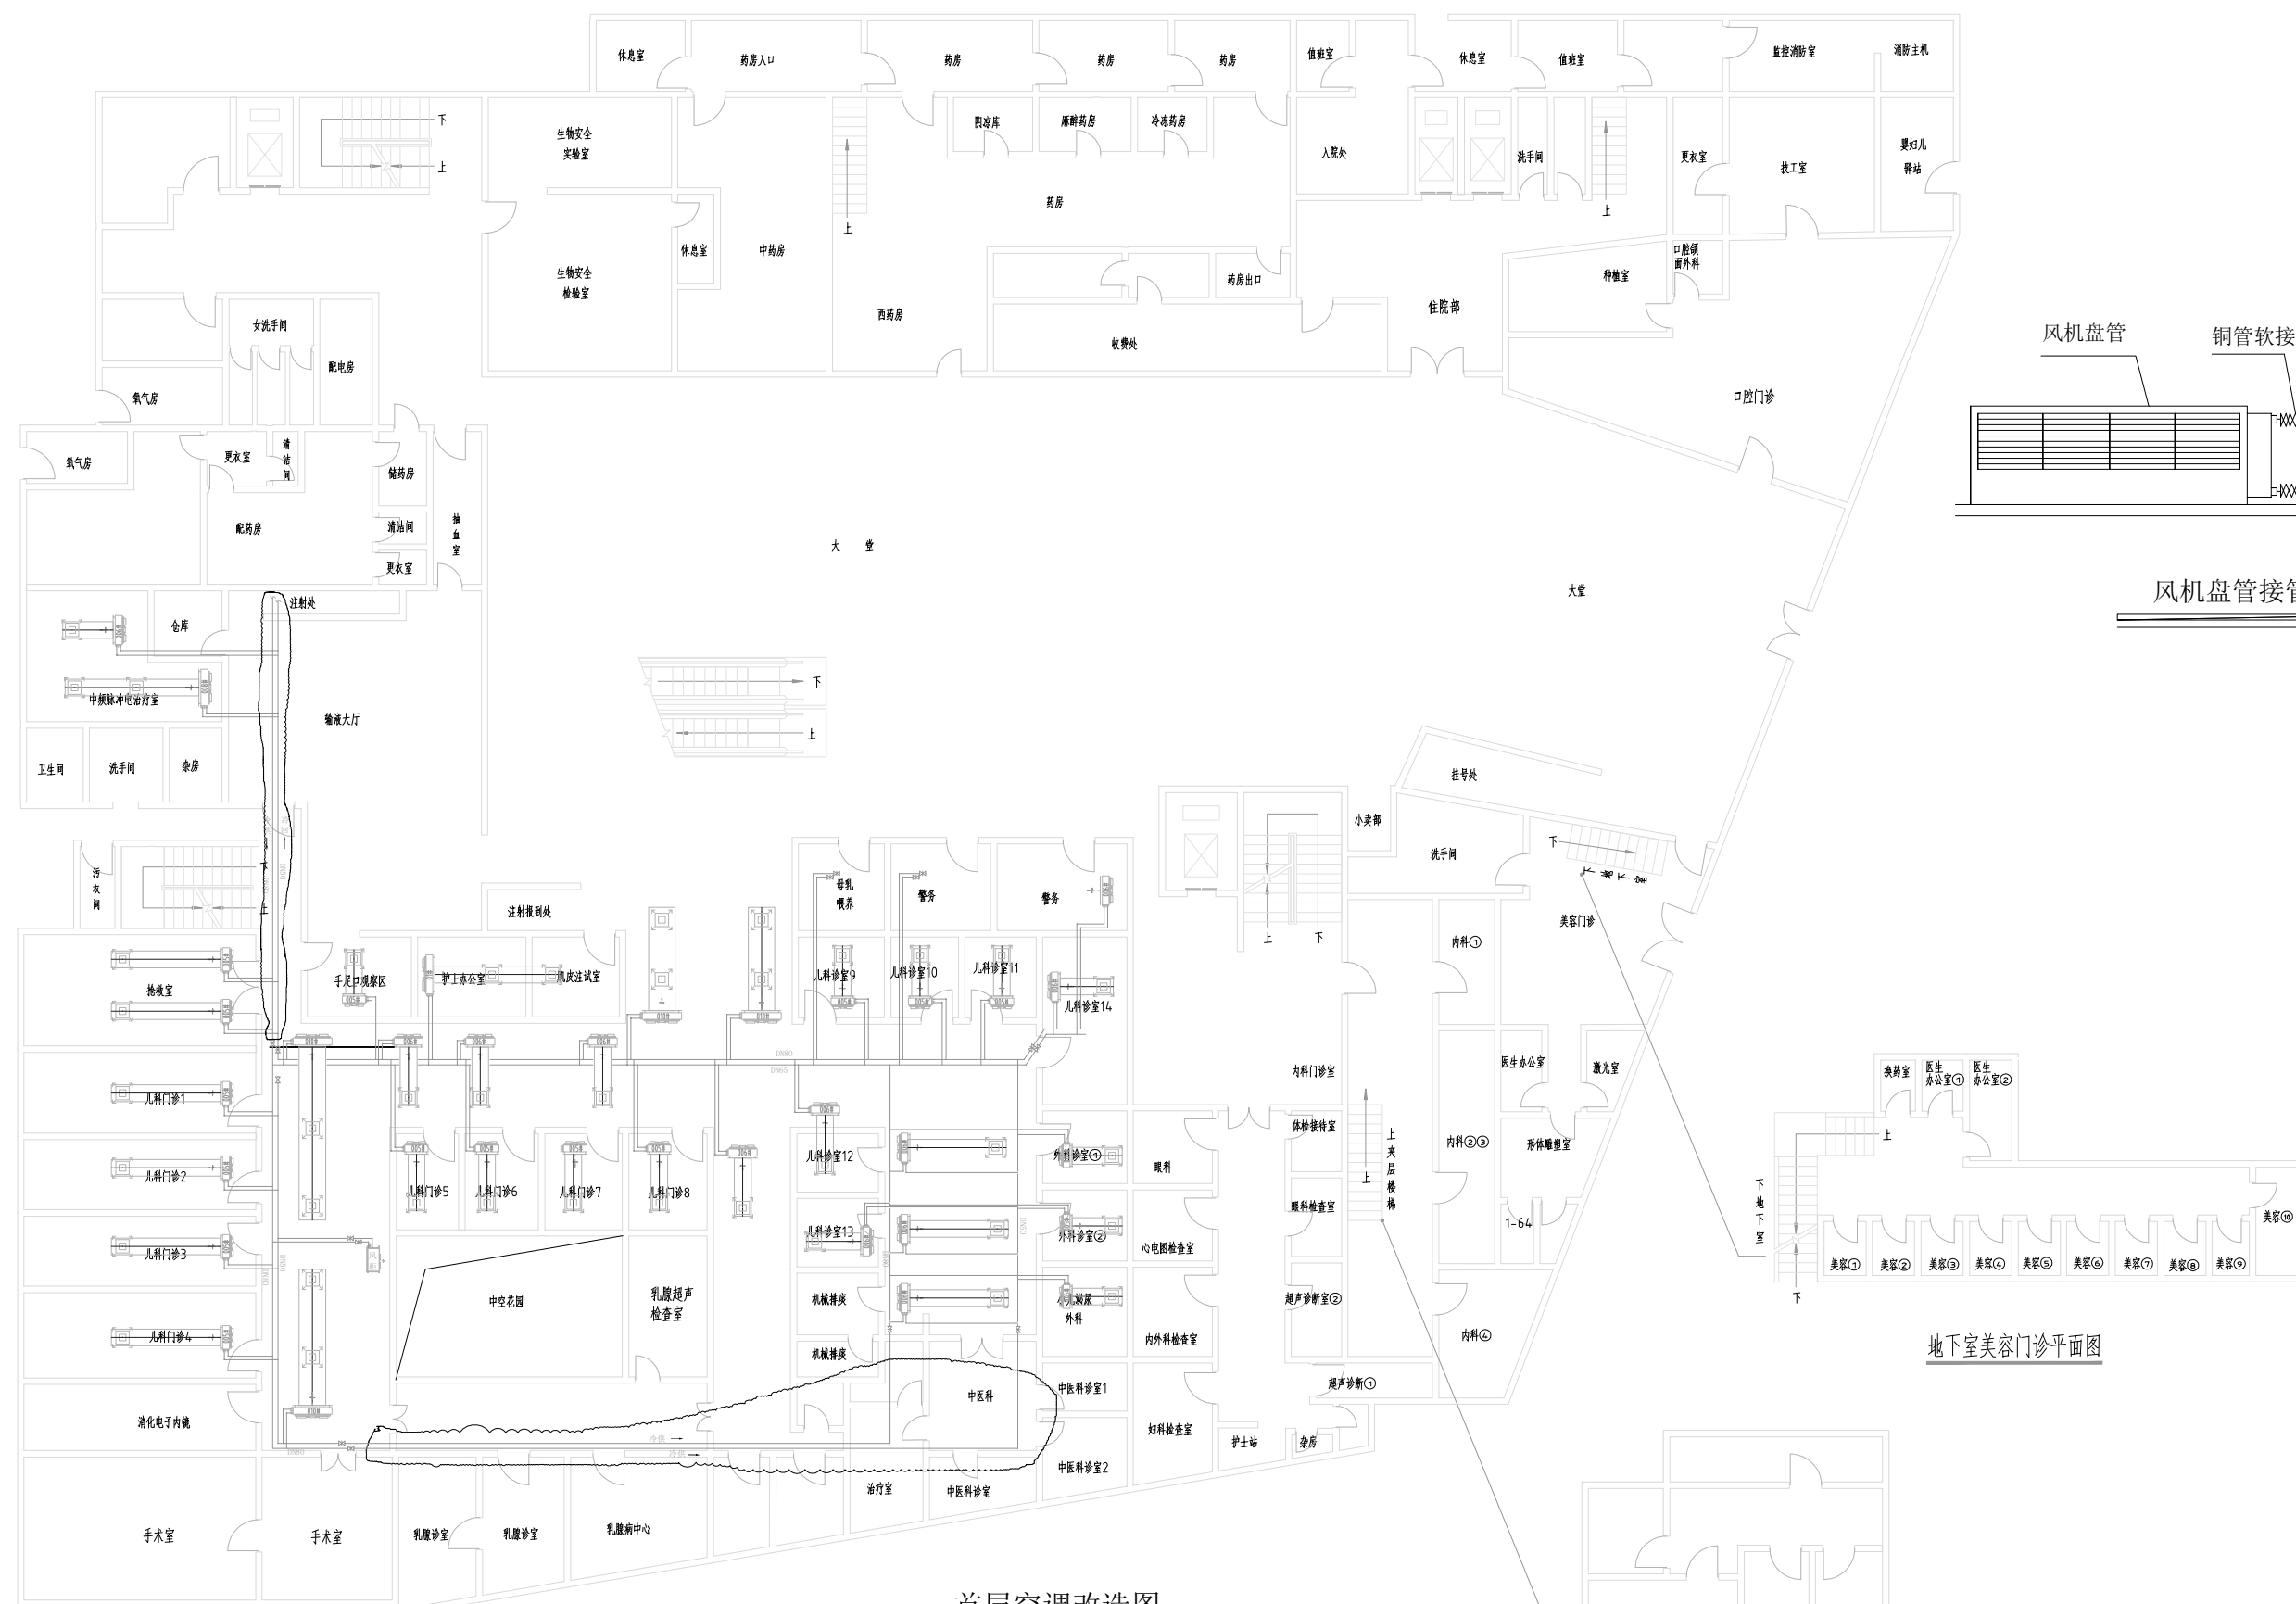 休息室
药房入口
药房
药房
药房
值班室
休息室
值班室
监控消防室
消防主机
下
上
生物安全
实验室
阴凉库
麻醉药房
冷冻药房
入院处
洗手间
更衣室
技工室
婴妇儿
驿站
上
药房
上
生物安全
检验室
休息室
中药房
药房出口
种植室
口腔颌
面外科
西药房
收费处
住院部
口腔门诊
女洗手间
配电房
氧气房
氧气房
更衣室
清洁间
储药房
配药房
清洁间
抽血室
更衣室
大 堂
大堂
风机盘管
铜管软接
风机盘管接管
注射处
仓库
中频脉冲电治疗室
输液大厅
下
上
卫生间
洗手间
杂房
挂号处
小卖部
洗手间
下
下地下室
污衣间
下
上
母乳
喂养
警务
警务
注射报到处
上
下
美容门诊
内科①
抢救室
手足口观察区
护士办公室
肌皮注试室
儿科诊室9
儿科诊室10
儿科诊室11
儿科诊室14
DN80
DN65
内科门诊室
医生办公室
激光室
换药室
医生
办公室①
医生
办公室②
儿科门诊1
体检接待室
上夹层楼梯
上
内科②③
形体雕塑室
上
儿科门诊2
儿科门诊5
儿科门诊6
儿科门诊7
儿科门诊8
儿科诊室12
外科诊室①
眼科
眼科检查室
1-64
下地下室
美容⑩
儿科门诊3
儿科诊室13
外科诊室②
心电图检查室
美容①
美容②
美容③
美容④
美容⑤
美容⑥
美容⑦
美容⑧
美容⑨
下
中空花园
乳腺超声
检查室
机械排痰
外科
超声诊断室②
儿科门诊4
机械排痰
内外科检查室
内科④
地下室美容门诊平面图
消化电子内镜
中医科
中医科诊室1
超声诊断①
妇科检查室
护士站
杂房
冷供
冷供
DN80
中医科诊室2
治疗室
中医科诊室
手术室
手术室
乳腺诊室
乳腺诊室
乳腺病中心
首层空调改造图